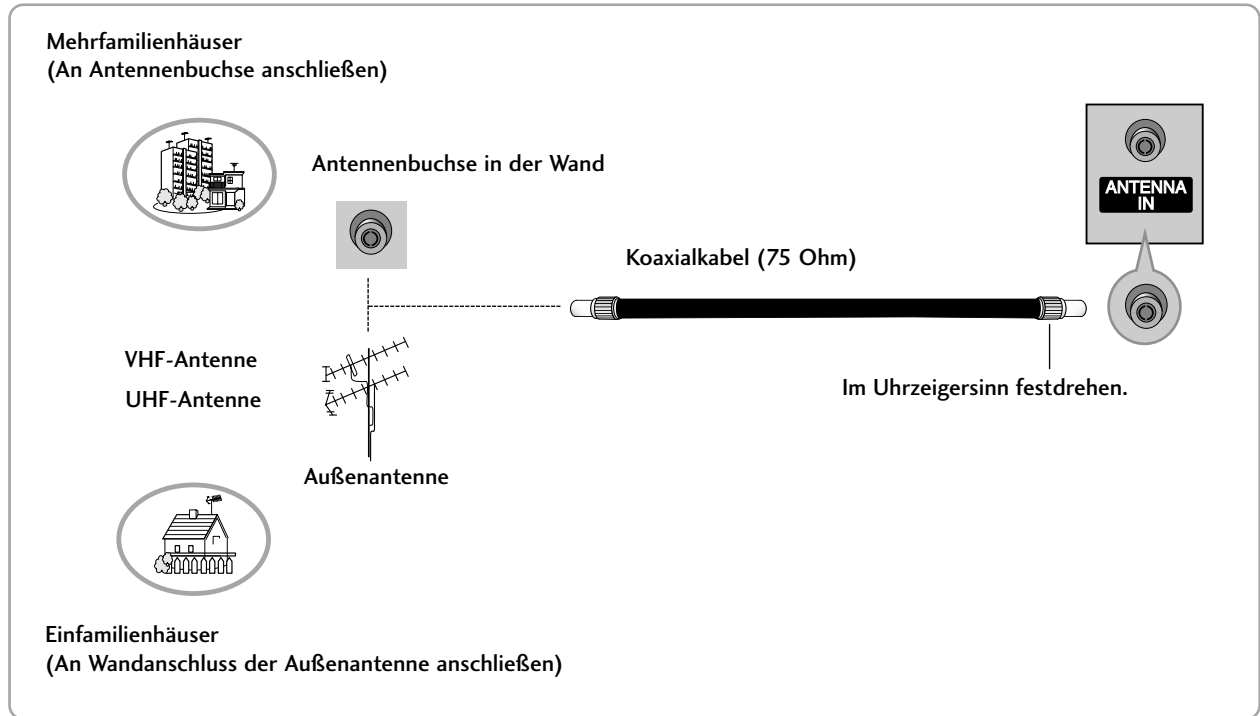 Mehrfamilienhäuser
(An Antennenbuchse anschließen)
Antennenbuchse in der Wand
ANTENNA
IN
Koaxialkabel (75 Ohm)
VHF-Antenne
UHF-Antenne
Im Uhrzeigersinn festdrehen.
Außenantenne
Einfamilienhäuser
(An Wandanschluss der Außenantenne anschließen)